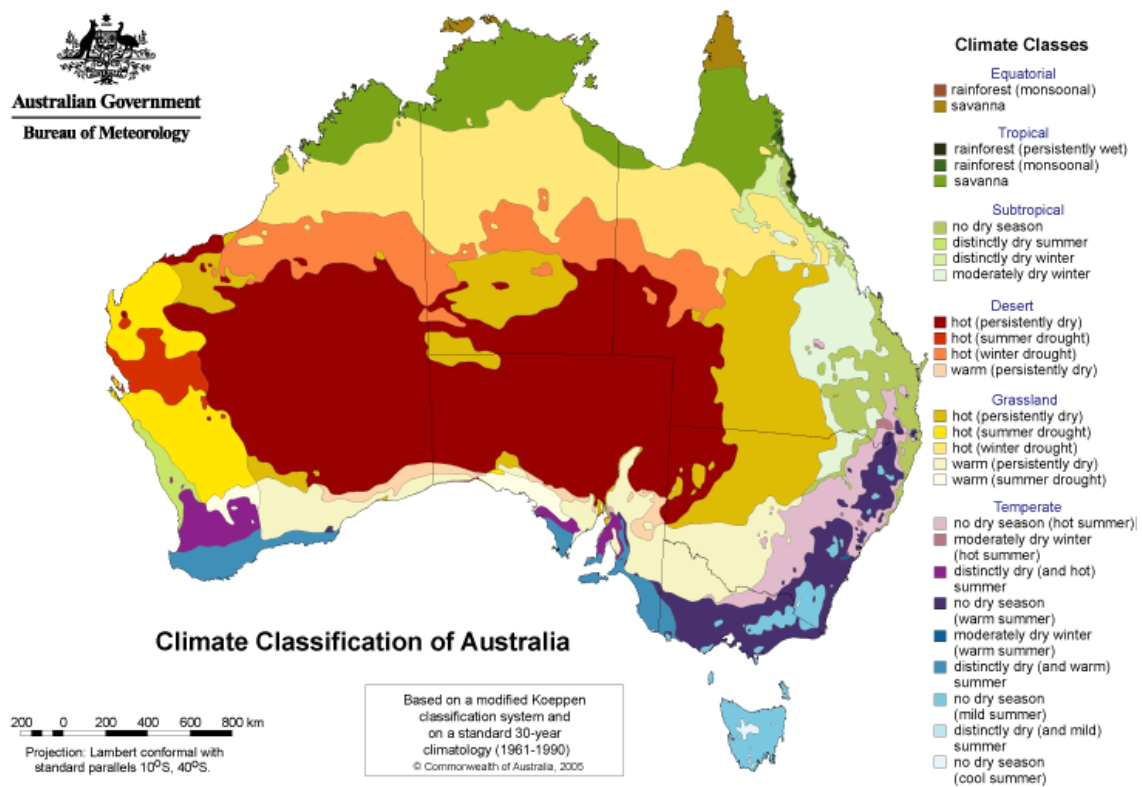 Australian Government
Bureau of Meteorology
Climate Classes
Equatorial
rainforest (monsoonal)
savanna
Tropical
rainforest (persistently wet)
rainforest (monsoonal)
savanna
Subtropical
no dry season
distinctly dry summer
distinctly dry winter
moderately dry winter
Desert
hot (persistently dry)
hot (summer drought)
hot (winter drought)
warm (persistently dry)
Grassland
hot (persistently dry)
hot (summer drought)
hot (winter drought)
warm (persistently dry)
warm (summer drought)
Temperate
no dry season (hot summer)
moderately dry winter
(hot summer)
distinctly dry (and hot)
summer
no dry season
(warm summer)
moderately dry winter
(warm summer)
distinctly dry (and warm)
summer
no dry season
(mild summer)
distinctly dry (and mild)
summer
no dry season
(cool summer)
Climate Classification of Australia
Based on a modified Koeppen
classification system and
on a standard 30-year
climatology (1961-1990)
© Commonwealth of Australia, 2005
200 0 200 400 600 800 km
Projection: Lambert conformal with
standard parallels 10°S, 40°S.